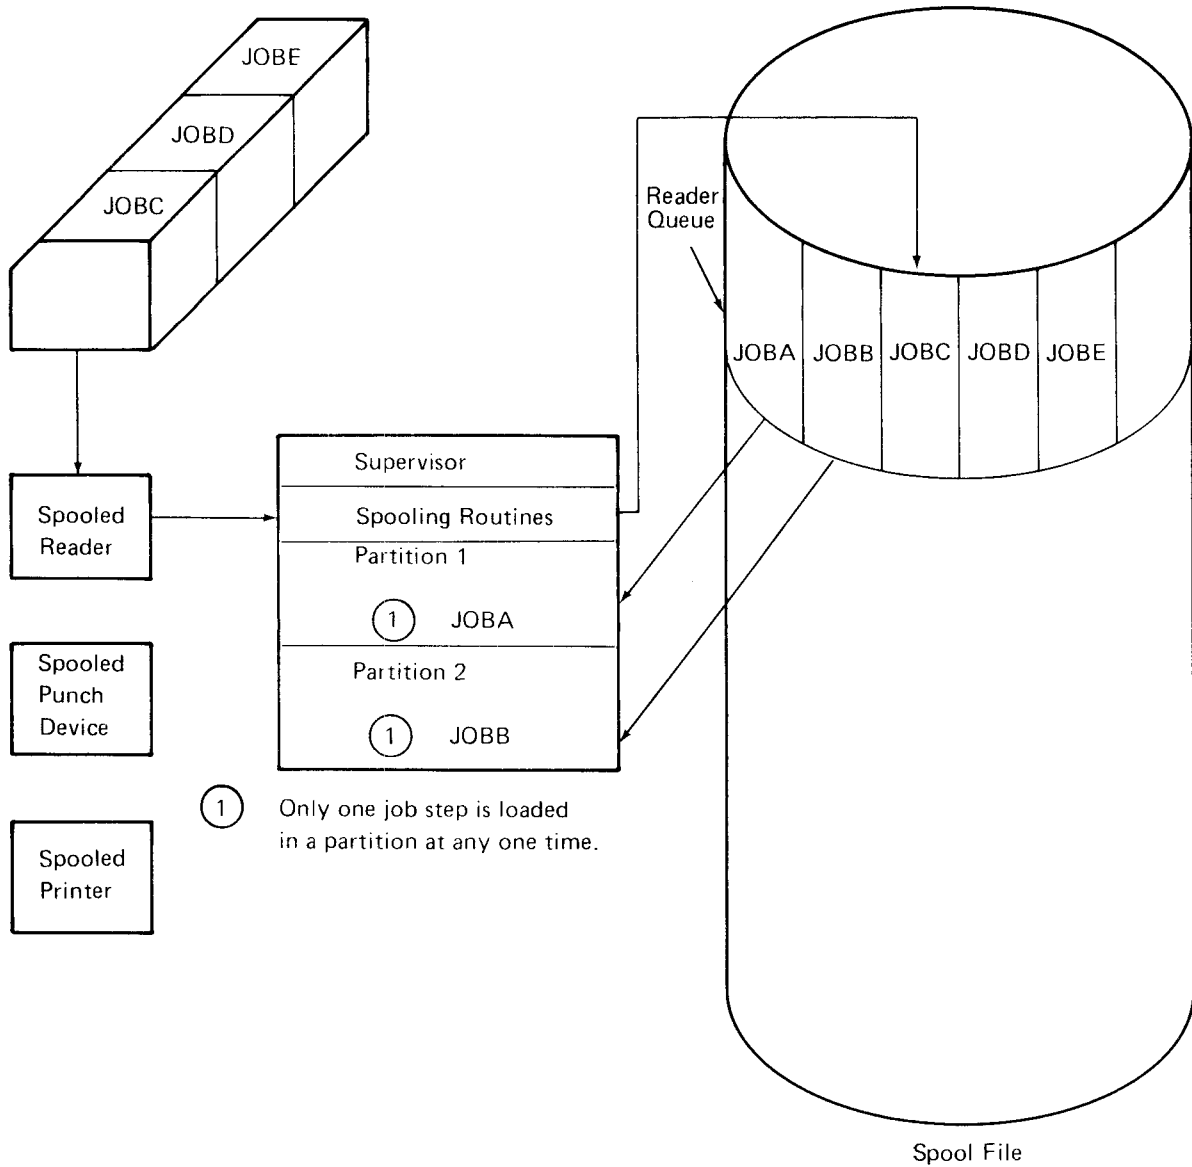 JOBE
JOBD
JOBC
Reader
Queue
JOBA JOBB JOBC JOBD JOBE
Supervisor
Spooled
Reader
Spooling Routines
Partition 1
1 JOBA
Spooled
Punch
Device
Partition 2
1 JOBB
1 Only one job step is loaded
in a partition at any one time.
Spooled
Printer
Spool File